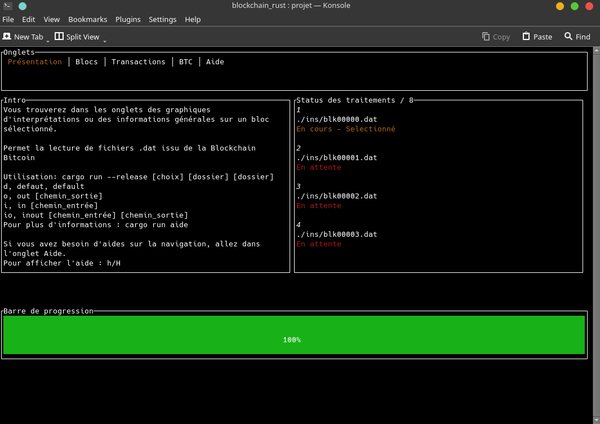 blockchain_rust : projet — Konsole
File Edit View Bookmarks Plugins Settings Help
New Tab Split View Copy Paste Find
Onglets
Présentation │ Blocs │ Transactions │ BTC │ Aide
Intro
Vous trouverez dans les onglets des graphiques
d'interprétations ou des informations générales sur un bloc
sélectionné.
Permet la lecture de fichiers .dat issu de la Blockchain
Bitcoin
Utilisation: cargo run --release [choix] [dossier] [dossier]
d, defaut, default
o, out [chemin_sortie]
i, in [chemin_entrée]
io, inout [chemin_entrée] [chemin_sortie]
Pour plus d'informations : cargo run aide
Si vous avez besoin d'aides sur la navigation, allez dans
l'onglet Aide.
Pour afficher l'aide : h/H
Status des traitements / 8
1
./ins/blk00000.dat
En cours - Selectionné
2
./ins/blk00001.dat
En attente
3
./ins/blk00002.dat
En attente
4
./ins/blk00003.dat
En attente
Barre de progression
100%